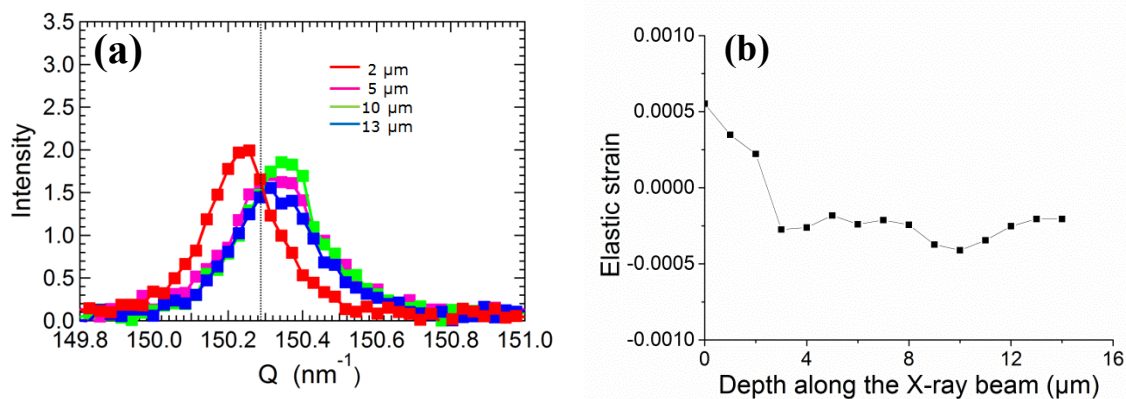 (a)
3.5
3.0
2.5
2.0
1.5
1.0
0.5
0.0
Intensity
2 µm
5 µm
10 µm
13 µm
149.8 150.0 150.2 150.4 150.6 150.8 151.0
Q (nm⁻¹)
(b)
0.0010
0.0005
0.0000
-0.0005
-0.0010
Elastic strain
0 4 8 12 16
Depth along the X-ray beam (µm)